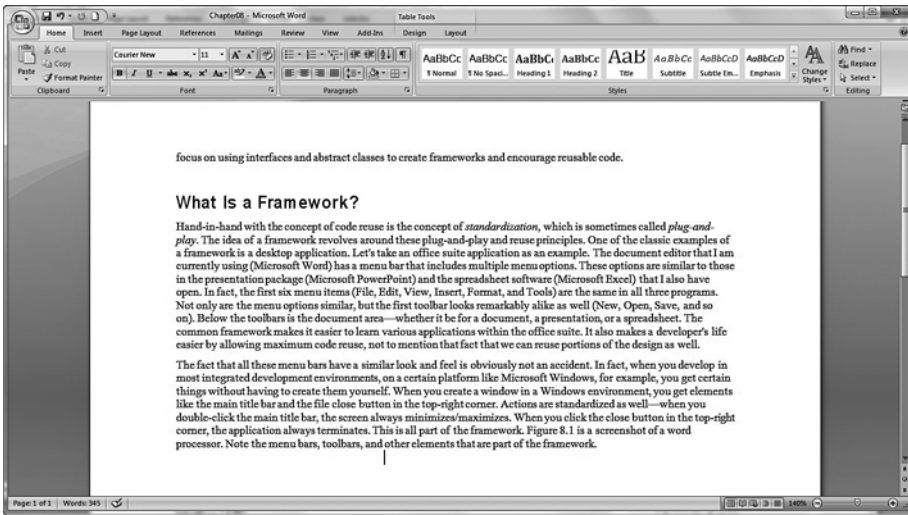 Chapter08 - Microsoft Word
Table Tools
Home Insert Page Layout References Mailings Review View Add-Ins Design Layout
Paste
Cut
Copy
Format Painter
Clipboard
Courier New 11
Font
Paragraph
AaBbCc AaBbCc AaBbC AaBbCc AaB AaBbCc AaBbCcD AaBbCcD
¶ Normal ¶ No Spaci... Heading 1 Heading 2 Title Subtitle Subtle Em... Emphasis
Change Styles
Styles
Find
Replace
Select
Editing
focus on using interfaces and abstract classes to create frameworks and encourage reusable code.
What Is a Framework?
Hand-in-hand with the concept of code reuse is the concept of standardization, which is sometimes called plug-and-
play. The idea of a framework revolves around these plug-and-play and reuse principles. One of the classic examples of
a framework is a desktop application. Let's take an office suite application as an example. The document editor that I am
currently using (Microsoft Word) has a menu bar that includes multiple menu options. These options are similar to those
in the presentation package (Microsoft PowerPoint) and the spreadsheet software (Microsoft Excel) that I also have
open. In fact, the first six menu items (File, Edit, View, Insert, Format, and Tools) are the same in all three programs.
Not only are the menu options similar, but the first toolbar looks remarkably alike as well (New, Open, Save, and so
on). Below the toolbars is the document area—whether it be for a document, a presentation, or a spreadsheet. The
common framework makes it easier to learn various applications within the office suite. It also makes a developer's life
easier by allowing maximum code reuse, not to mention that fact that we can reuse portions of the design as well.
The fact that all these menu bars have a similar look and feel is obviously not an accident. In fact, when you develop in
most integrated development environments, on a certain platform like Microsoft Windows, for example, you get certain
things without having to create them yourself. When you create a window in a Windows environment, you get elements
like the main title bar and the file close button in the top-right corner. Actions are standardized as well—when you
double-click the main title bar, the screen always minimizes/maximizes. When you click the close button in the top-right
corner, the application always terminates. This is all part of the framework. Figure 8.1 is a screenshot of a word
processor. Note the menu bars, toolbars, and other elements that are part of the framework.
Page: 1 of 1 Words: 345 140%